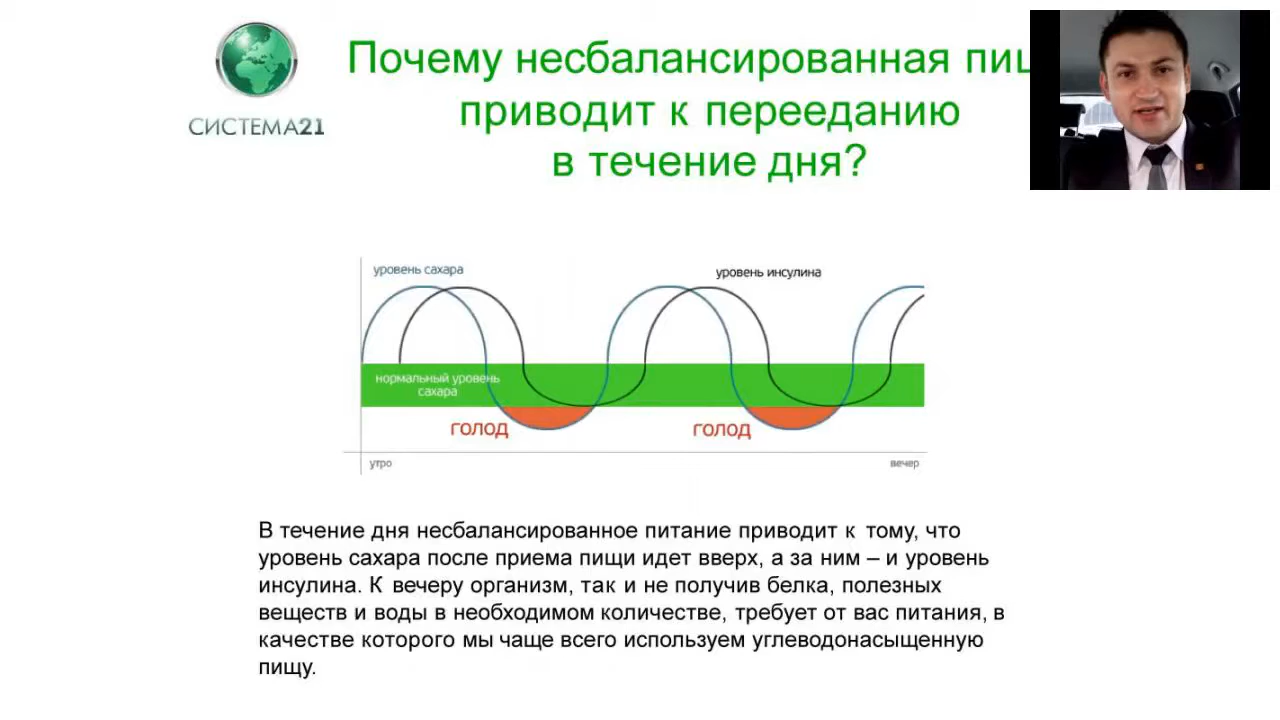 СИСТЕМА21
Почему несбалансированная
приводит к перееданию
в течение дня?
уровень сахара
уровень инсулина
нормальный уровень
сахара
голод
голод
утро
вечер
В течение дня несбалансированное питание приводит к тому, что
уровень сахара после приема пищи идет вверх, а за ним – и уровень
инсулина. К вечеру организм, так и не получив белка, полезных
веществ и воды в необходимом количестве, требует от вас питания, в
качестве которого мы чаще всего используем углеводонасыщенную
пищу.